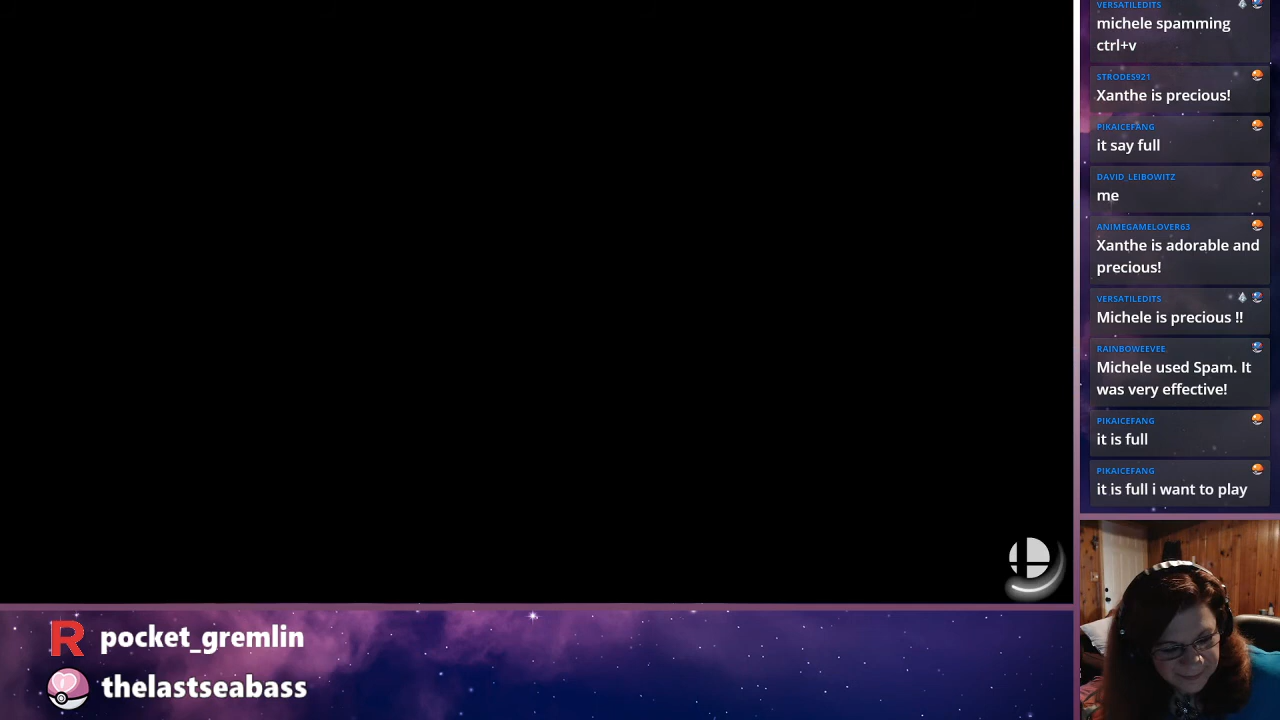 VERSATILEDITS
michele spamming
ctrl+v
STRODES921
Xanthe is precious!
PIKAICEFANG
it say full
DAVID_LEIBOWITZ
me
ANIMEGAMELOVER63
Xanthe is adorable and
precious!
VERSATILEDITS
Michele is precious !!
RAINBOWEEVEE
Michele used Spam. It
was very effective!
PIKAICEFANG
it is full
PIKAICEFANG
it is full i want to play
R pocket_gremlin
thelastseabass